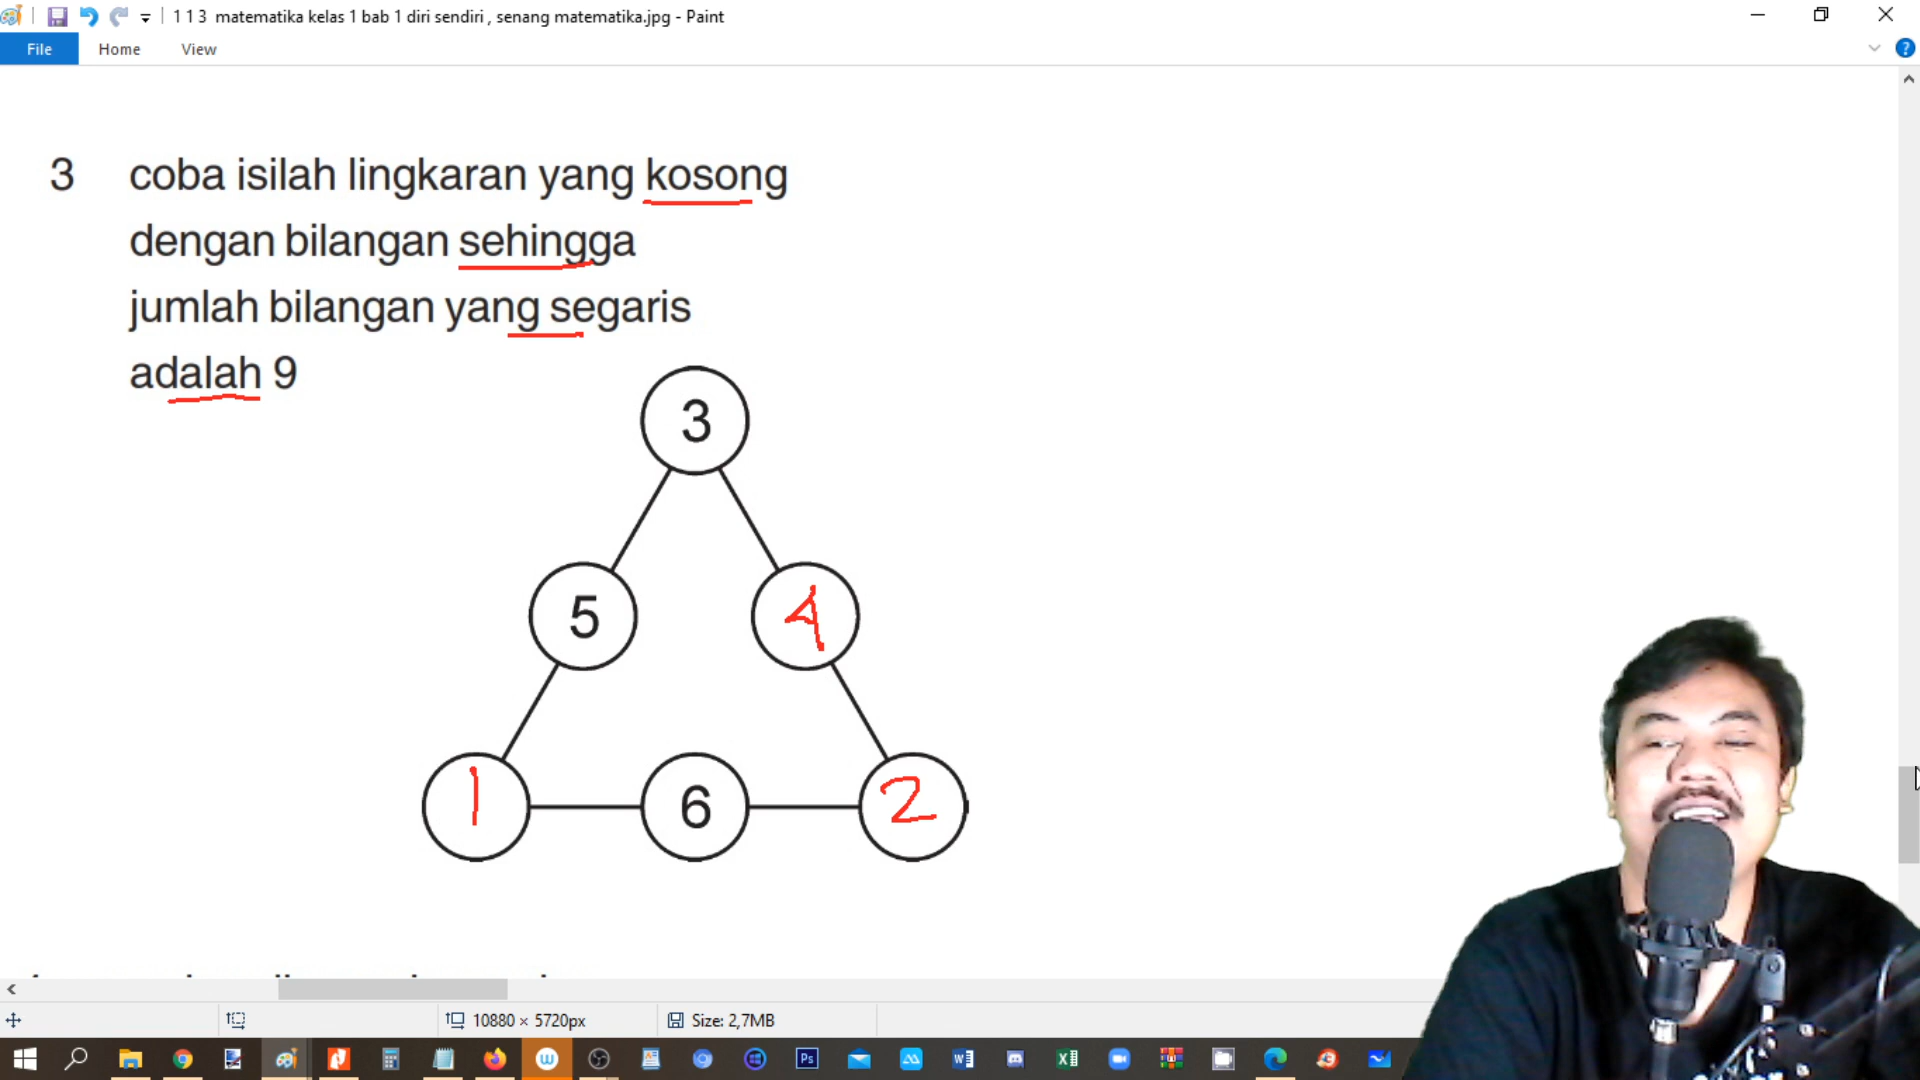 1 1 3 matematika kelas 1 bab 1 diri sendiri , senang matematika.jpg - Paint
File Home View
3 coba isilah lingkaran yang kosong
dengan bilangan sehingga
jumlah bilangan yang segaris
adalah 9
3
5 4
1 6 2
10880 × 5720px Size: 2,7MB
W Ps W X